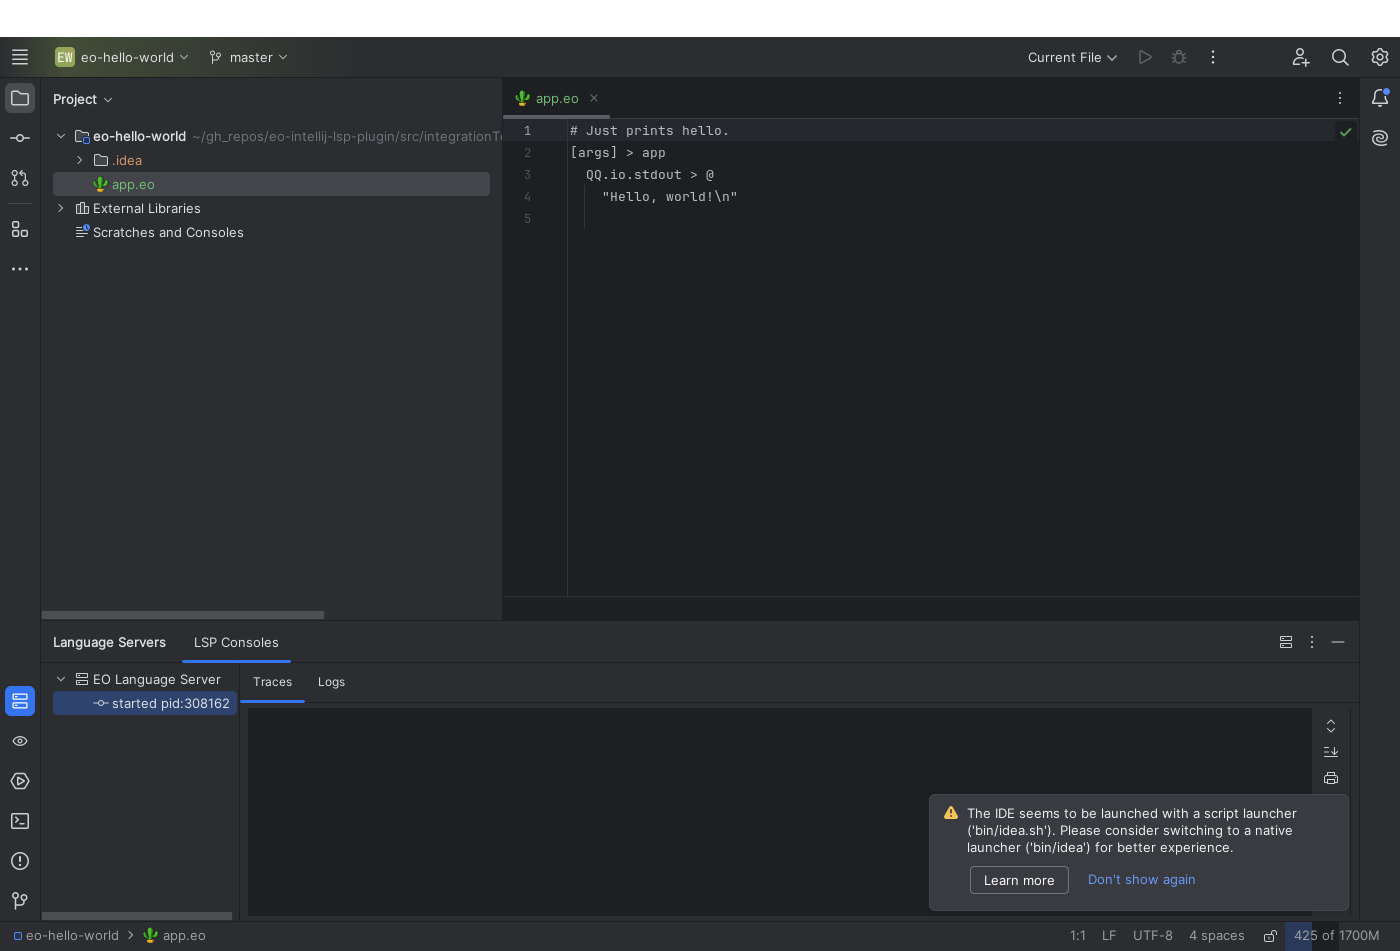 EW eo-hello-world master Current File
Project
eo-hello-world ~/gh_repos/eo-intellij-lsp-plugin/src/integrationTe
.idea
app.eo
External Libraries
Scratches and Consoles
app.eo
1 # Just prints hello.
2 [args] > app
3 QQ.io.stdout > @
4 "Hello, world!\n"
5
Language Servers LSP Consoles
EO Language Server
started pid:308162
Traces Logs
The IDE seems to be launched with a script launcher
('bin/idea.sh'). Please consider switching to a native
launcher ('bin/idea') for better experience.
Learn more Don't show again
eo-hello-world app.eo 1:1 LF UTF-8 4 spaces 425 of 1700M